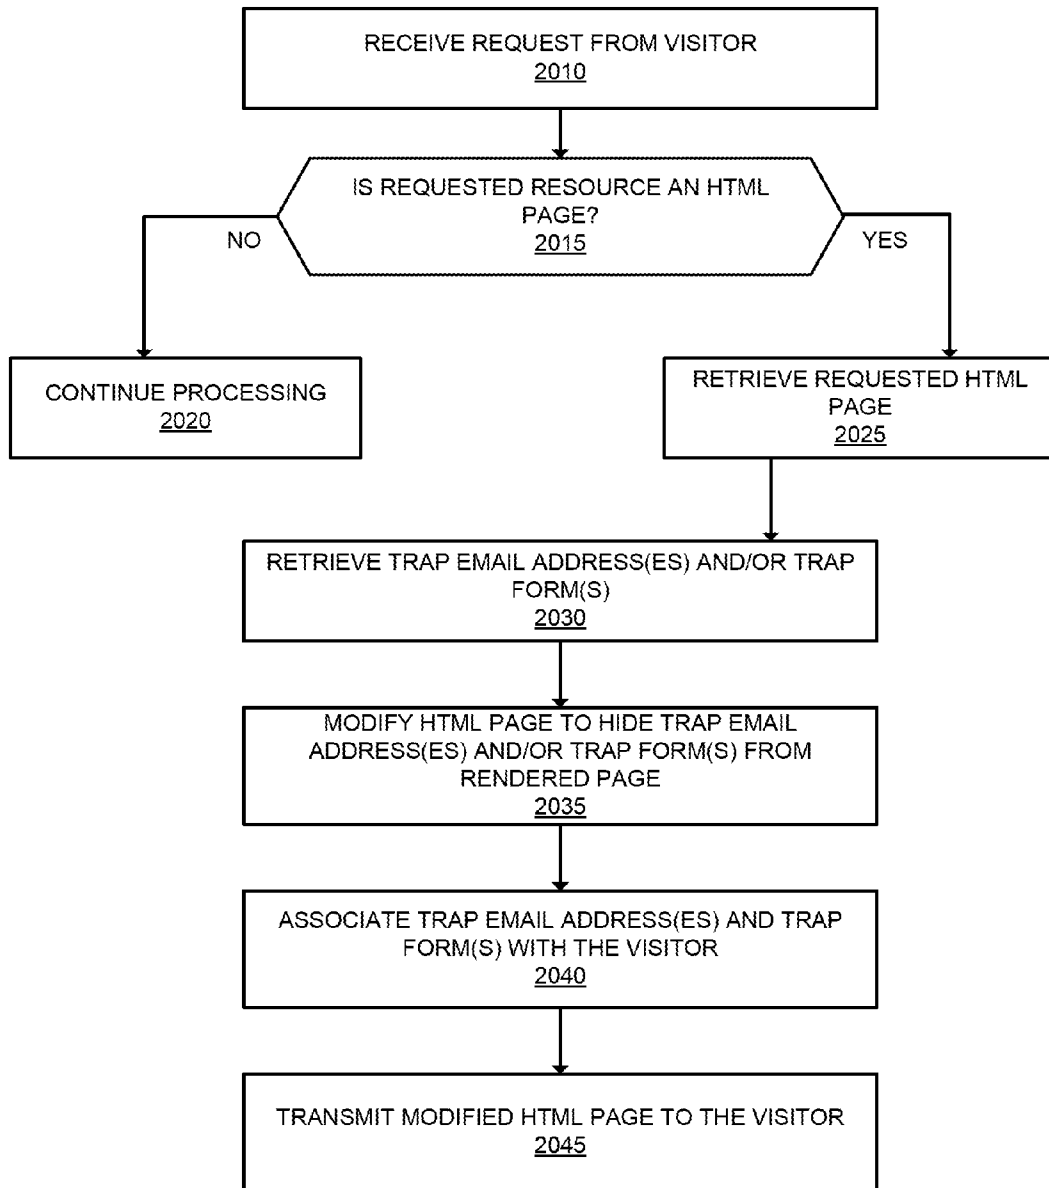 RECEIVE REQUEST FROM VISITOR
2010
IS REQUESTED RESOURCE AN HTML
PAGE?
2015
NO
YES
CONTINUE PROCESSING
2020
RETRIEVE REQUESTED HTML
PAGE
2025
RETRIEVE TRAP EMAIL ADDRESS(ES) AND/OR TRAP
FORM(S)
2030
MODIFY HTML PAGE TO HIDE TRAP EMAIL
ADDRESS(ES) AND/OR TRAP FORM(S) FROM
RENDERED PAGE
2035
ASSOCIATE TRAP EMAIL ADDRESS(ES) AND TRAP
FORM(S) WITH THE VISITOR
2040
TRANSMIT MODIFIED HTML PAGE TO THE VISITOR
2045